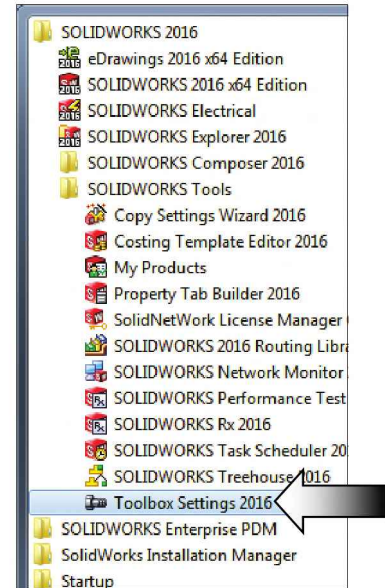 SOLIDWORKS 2016
eDrawings 2016 x64 Edition
SOLIDWORKS 2016 x64 Edition
SOLIDWORKS Electrical
SOLIDWORKS Explorer 2016
SOLIDWORKS Composer 2016
SOLIDWORKS Tools
Copy Settings Wizard 2016
Costing Template Editor 2016
My Products
Property Tab Builder 2016
SolidNetWork License Manager
SOLIDWORKS 2016 Routing Libra
SOLIDWORKS Network Monitor
SOLIDWORKS Performance Test
SOLIDWORKS Rx 2016
SOLIDWORKS Task Scheduler 20
SOLIDWORKS Treehouse 2016
Toolbox Settings 2016
SOLIDWORKS Enterprise PDM
SolidWorks Installation Manager
Startup